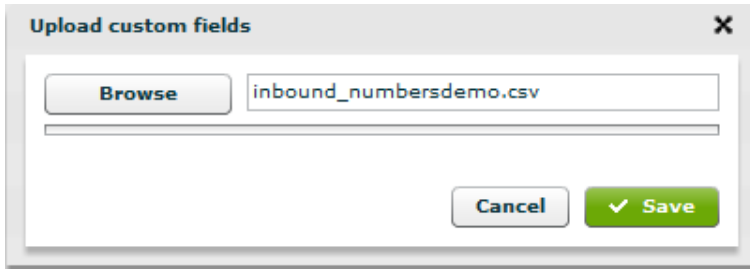 Upload custom fields
Browse inbound_numbersdemo.csv
Cancel Save